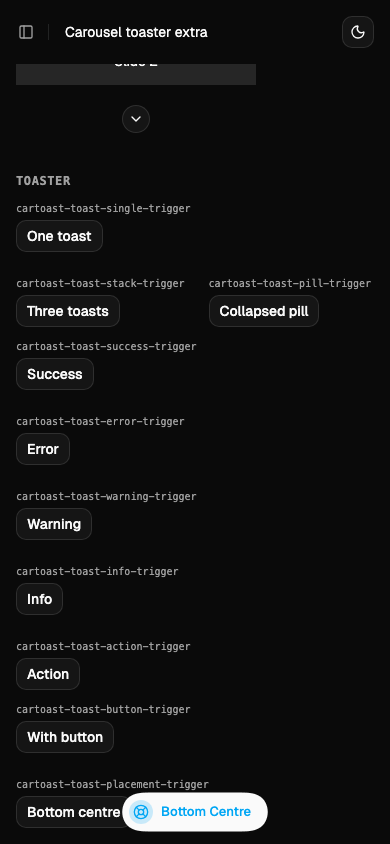 Carousel toaster extra
TOASTER
cartoast-toast-single-trigger
One toast
cartoast-toast-stack-trigger
cartoast-toast-pill-trigger
Three toasts
Collapsed pill
cartoast-toast-success-trigger
Success
cartoast-toast-error-trigger
Error
cartoast-toast-warning-trigger
Warning
cartoast-toast-info-trigger
Info
cartoast-toast-action-trigger
Action
cartoast-toast-button-trigger
With button
cartoast-toast-placement-trigger
Bottom centre
Bottom Centre